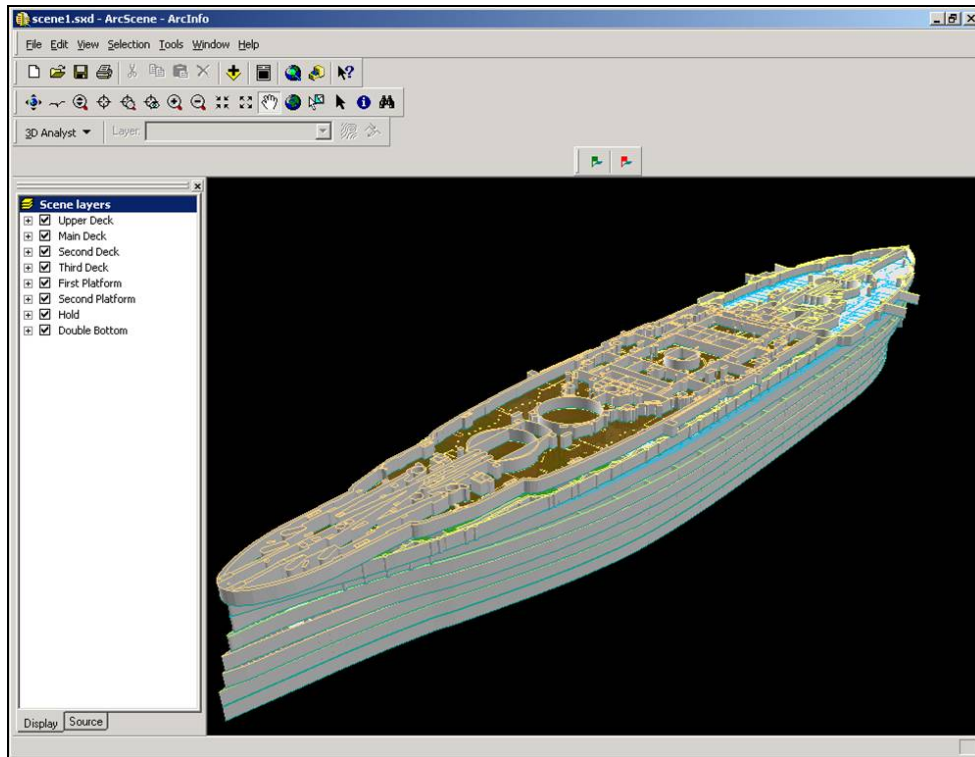 scene1.sxd - ArcScene - ArcInfo
File Edit View Selection Tools Window Help
3D Analyst Layer:
Scene layers
Upper Deck
Main Deck
Second Deck
Third Deck
First Platform
Second Platform
Hold
Double Bottom
Display Source